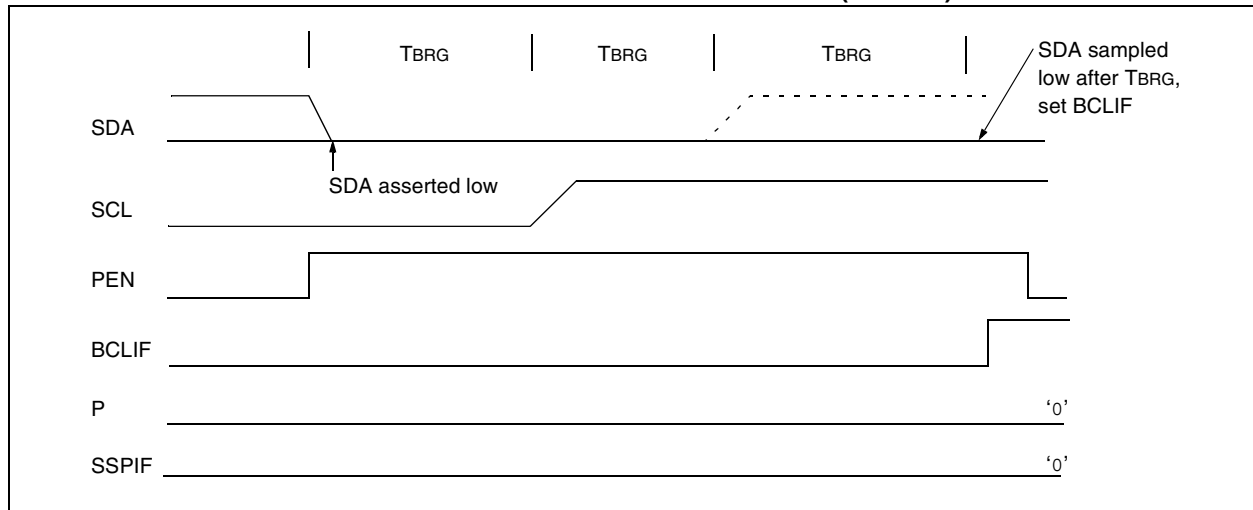 TBRG TBRG TBRG
SDA sampled
low after TBRG,
set BCLIF
SDA
SDA asserted low
SCL
PEN
BCLIF
P ‘0’
SSPIF ‘0’